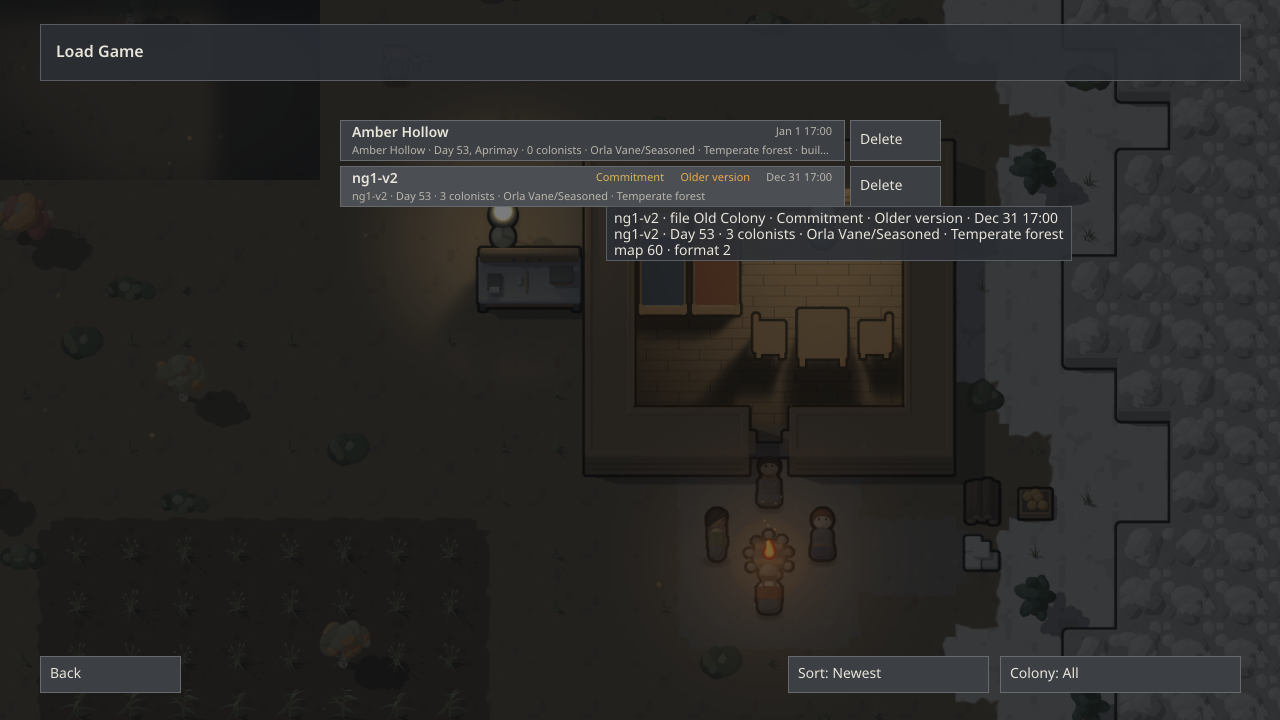 Load Game
Amber Hollow Jan 1 17:00
Amber Hollow · Day 53, Aprimay · 0 colonists · Orla Vane/Seasoned · Temperate forest · buil...
Delete
ng1-v2 Commitment Older version Dec 31 17:00
ng1-v2 · Day 53 · 3 colonists · Orla Vane/Seasoned · Temperate forest
Delete
ng1-v2 · file Old Colony · Commitment · Older version · Dec 31 17:00
ng1-v2 · Day 53 · 3 colonists · Orla Vane/Seasoned · Temperate forest
map 60 · format 2
Back
Sort: Newest
Colony: All